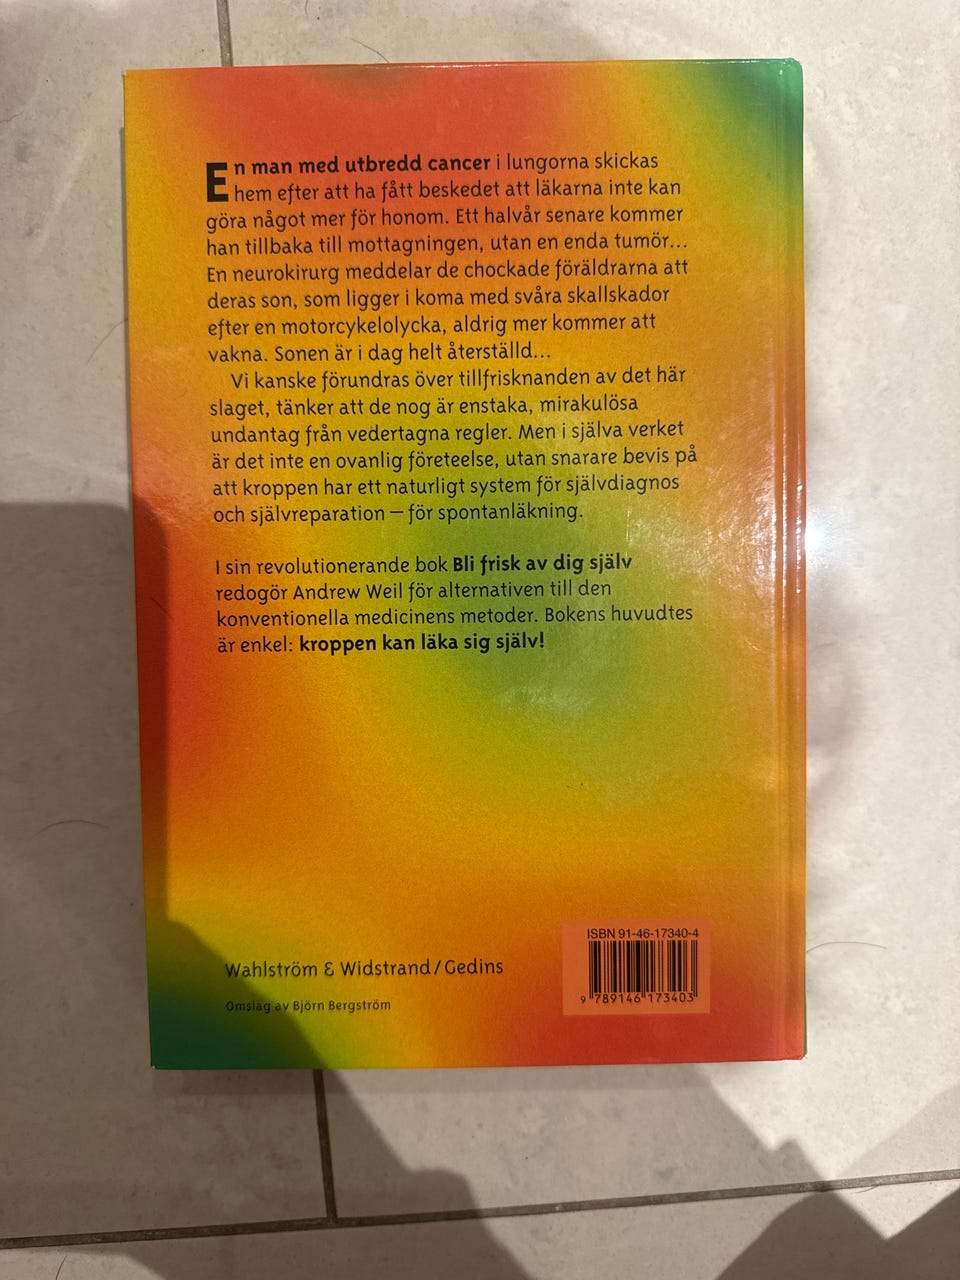 En man med utbredd cancer i lungorna skickas
hem efter att ha fått beskedet att läkarna inte kan
göra något mer för honom. Ett halvår senare kommer
han tillbaka till mottagningen, utan en enda tumör...
En neurokirurg meddelar de chockade föräldrarna att
deras son, som ligger i koma med svåra skallskador
efter en motorcykelolycka, aldrig mer kommer att
vakna. Sonen är i dag helt återställd...
Vi kanske förundras över tillfrisknanden av det här
slaget, tänker att de nog är enstaka, mirakulösa
undantag från vedertagna regler. Men i själva verket
är det inte en ovanlig företeelse, utan snarare bevis på
att kroppen har ett naturligt system för självdiagnos
och självreparation – för spontanläkning.
I sin revolutionerande bok Bli frisk av dig själv
redogör Andrew Weil för alternativen till den
konventionella medicinens metoder. Bokens huvudtes
är enkel: kroppen kan läka sig själv!
ISBN 91-46-17340-4
9 789146 173403
Wahlström & Widstrand/Gedins
Omslag av Björn Bergström